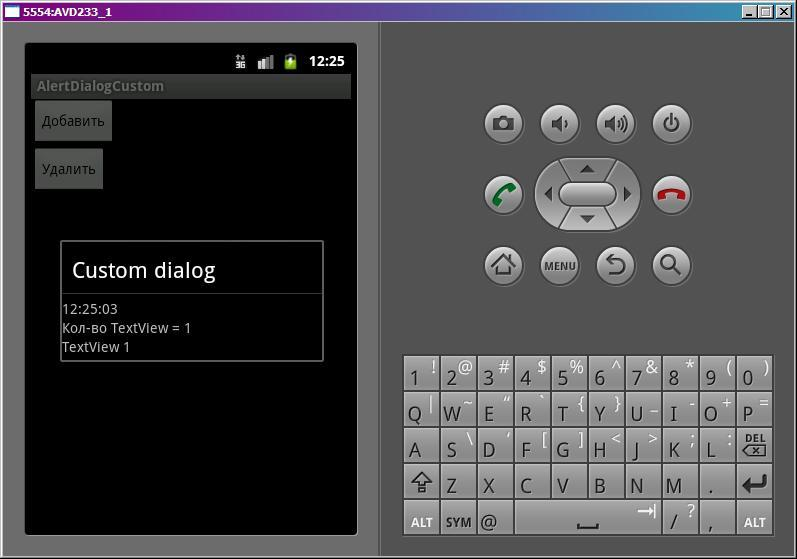 5554:AVD233_1
3G 12:25
AlertDialogCustom
Добавить
Удалить
Custom dialog
12:25:03
Кол-во TextView = 1
TextView 1
MENU
1 ! 2 @ 3 # 4 $ 5 % 6 ^ 7 & 8 * 9 ( 0 )
Q | W ~ E “ R ` T { Y } U _ I - O + P =
A S \ D ‘ F [ G ] H < J > K ; L : DEL
Z X C V B N M .
ALT SYM @ / ? , ALT